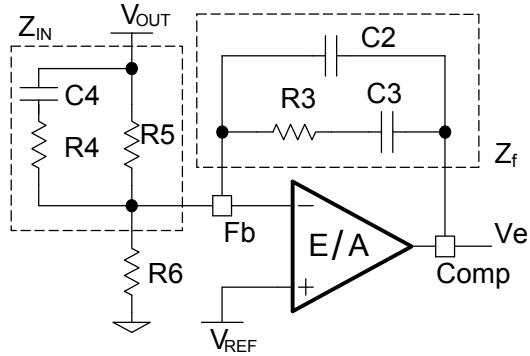 Z_IN
V_OUT
C2
C4
R3
C3
R4
R5
Z_f
Fb
E/A
Ve
R6
Comp
V_REF